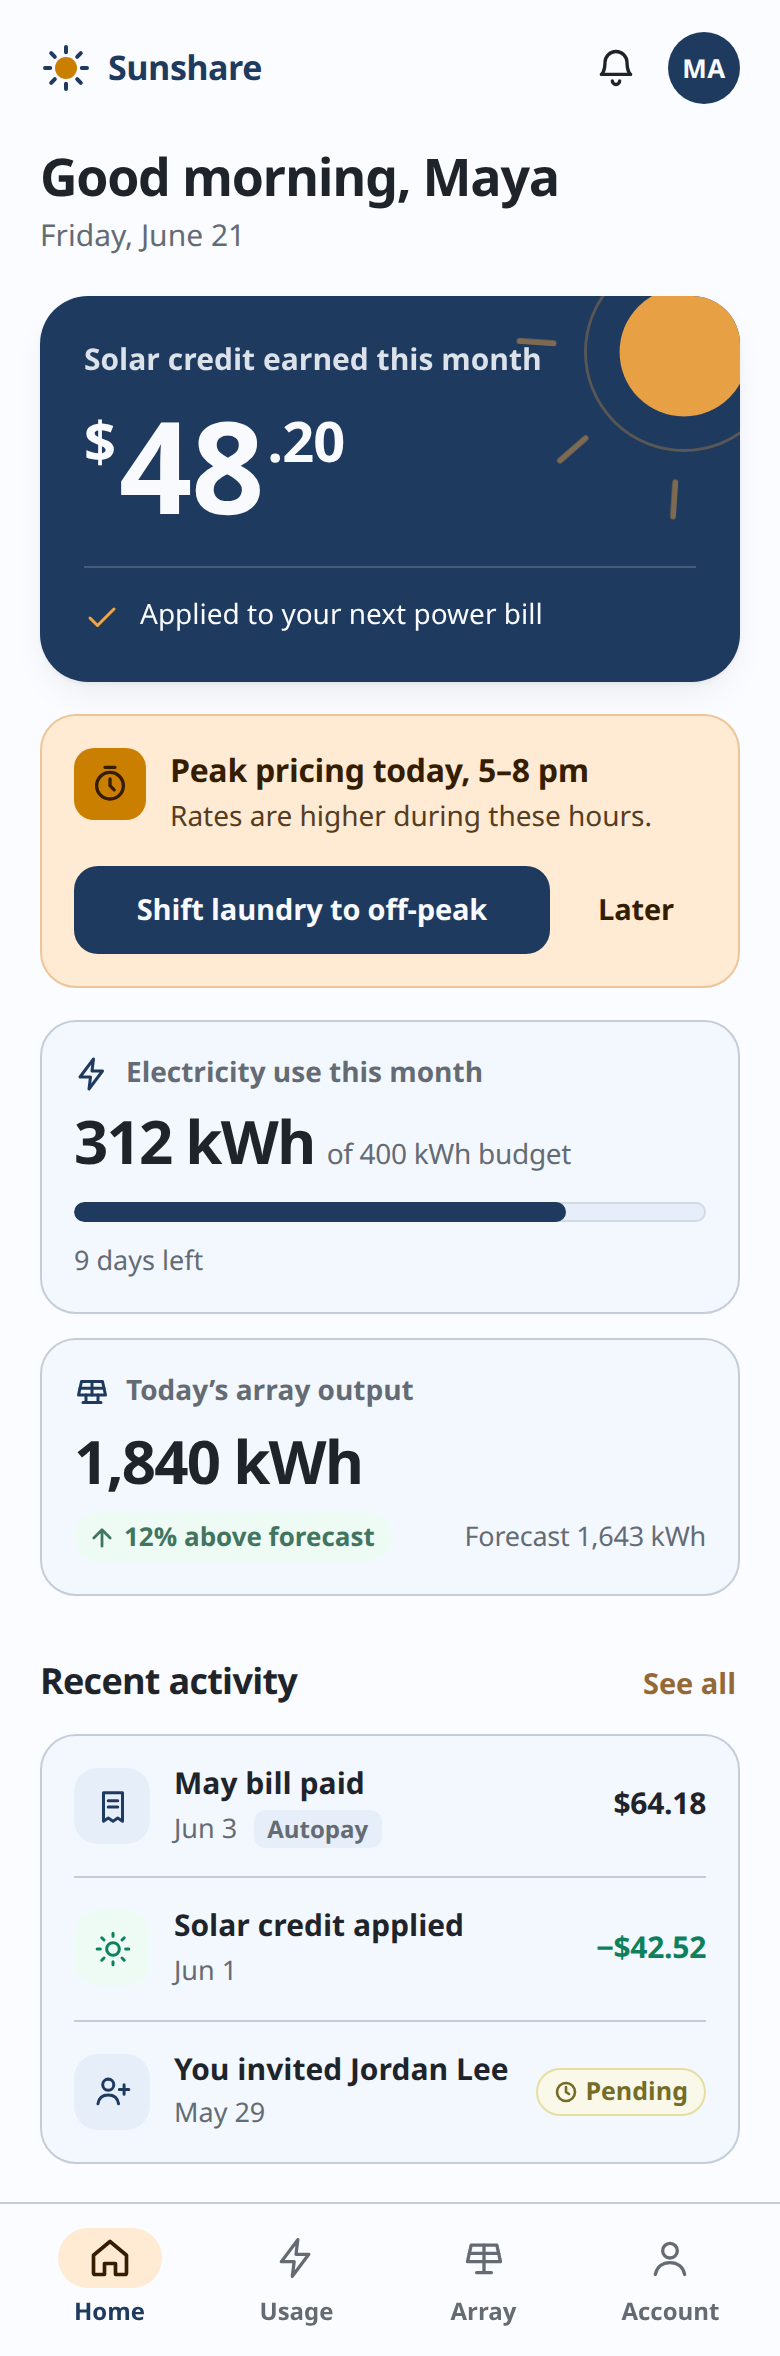 Sunshare
MA
Good morning, Maya
Friday, June 21
Solar credit earned this month
$48.20
Applied to your next power bill
Peak pricing today, 5–8 pm
Rates are higher during these hours.
Shift laundry to off-peak
Later
Electricity use this month
312 kWh of 400 kWh budget
9 days left
Today’s array output
1,840 kWh
12% above forecast
Forecast 1,643 kWh
Recent activity
See all
May bill paid
Jun 3 Autopay
$64.18
Solar credit applied
Jun 1
−$42.52
You invited Jordan Lee
May 29
Pending
Home
Usage
Array
Account